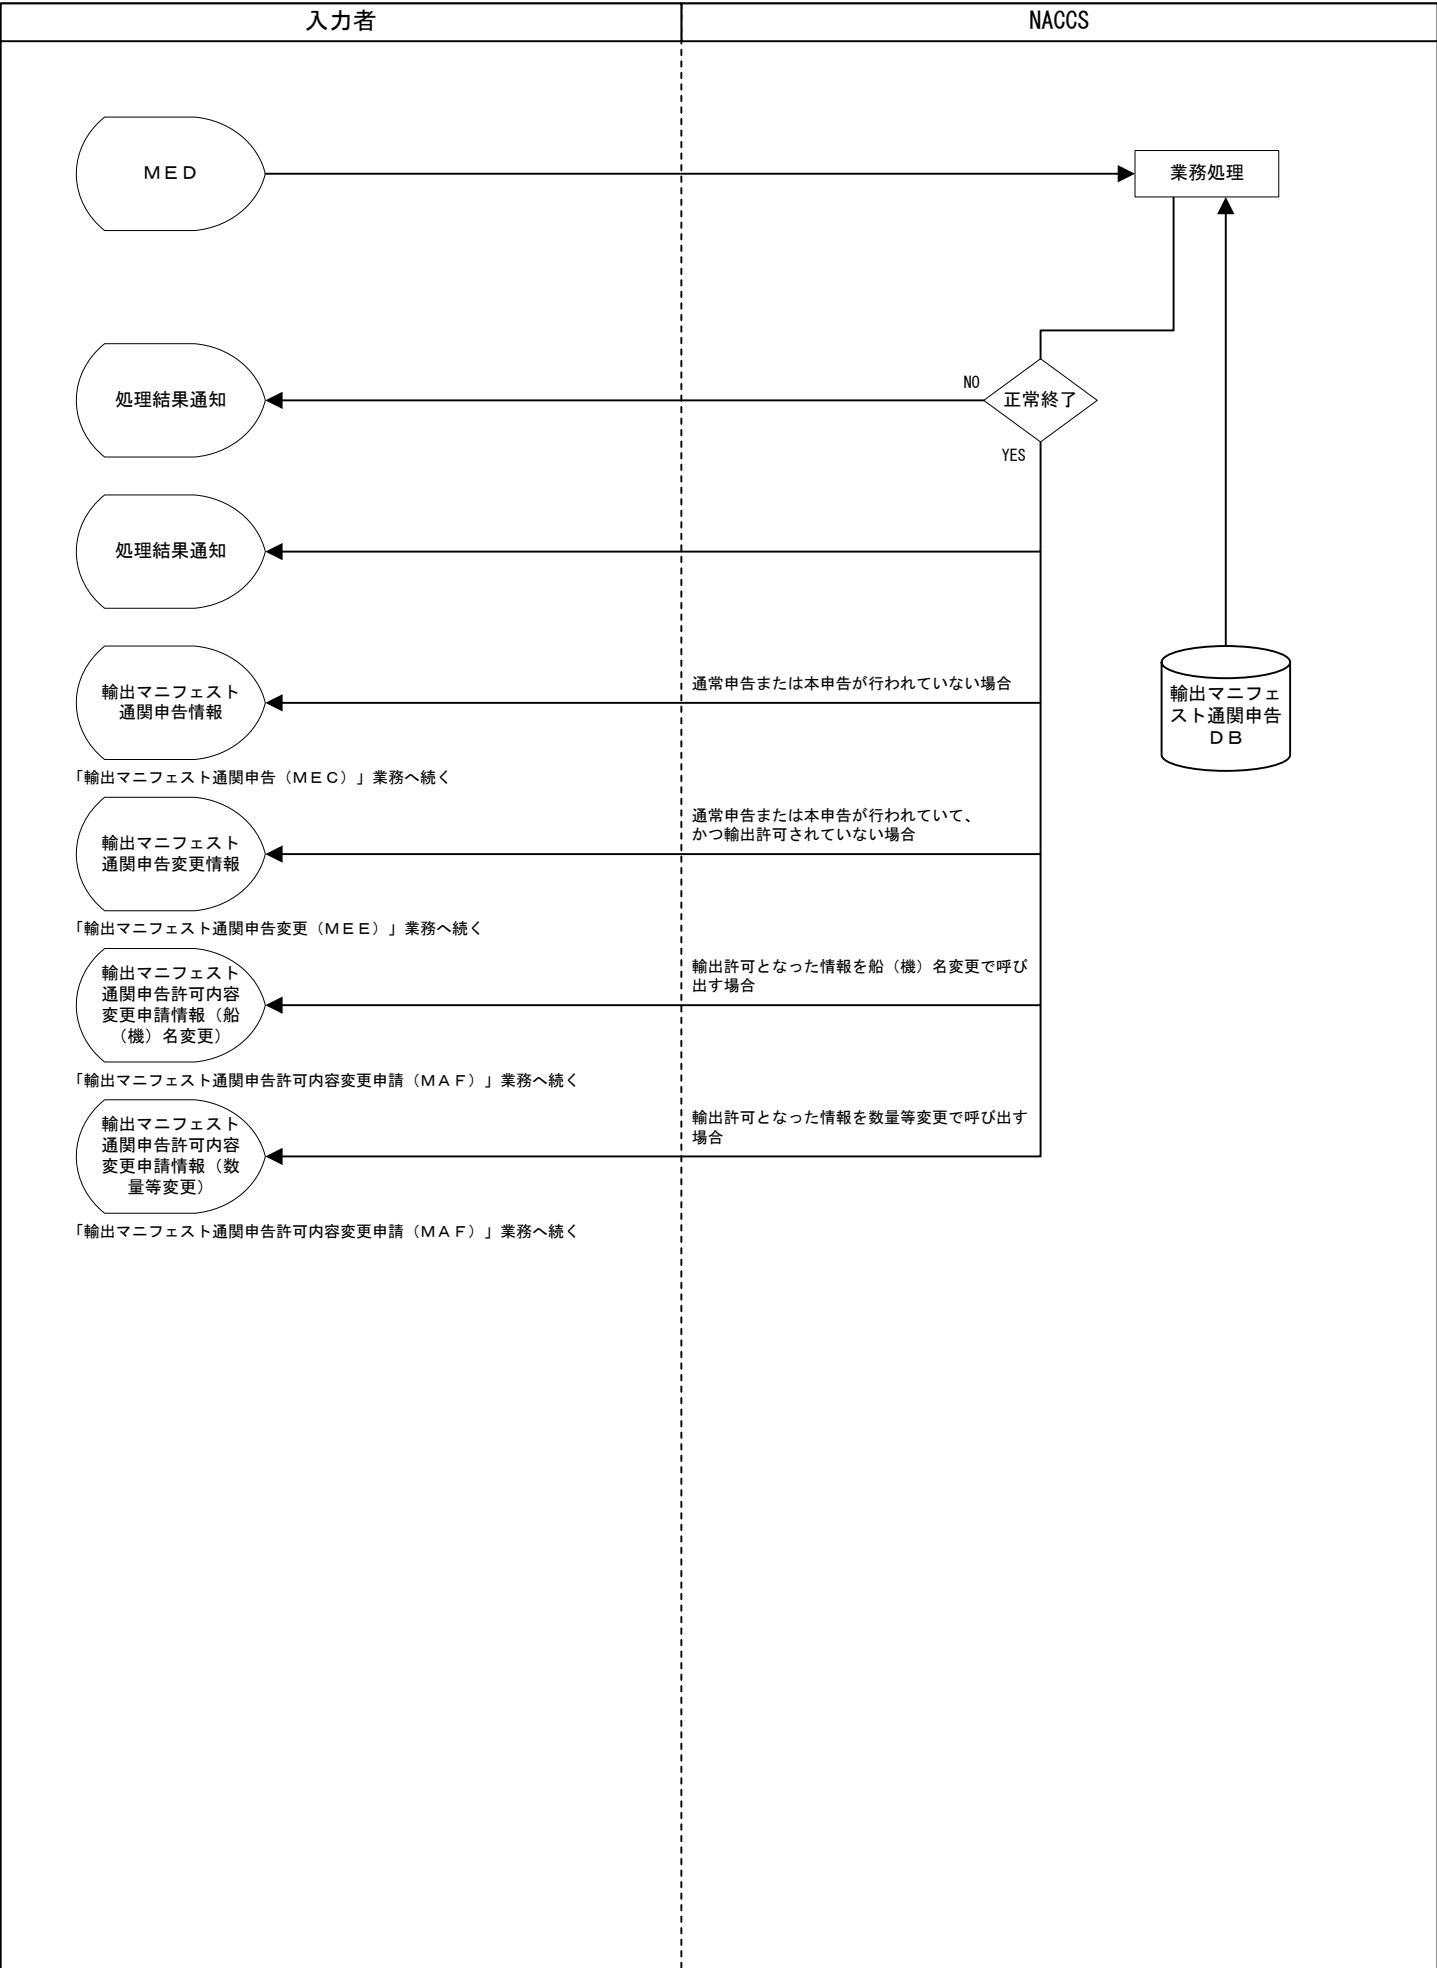 入力者
NACCS
ＭＥＤ
業務処理
処理結果通知
NO
正常終了
YES
処理結果通知
輸出マニフェスト
通関申告情報
通常申告または本申告が行われていない場合
輸出マニフェ
スト通関申告
ＤＢ
「輸出マニフェスト通関申告（ＭＥＣ）」業務へ続く
輸出マニフェスト
通関申告変更情報
通常申告または本申告が行われていて、
かつ輸出許可されていない場合
「輸出マニフェスト通関申告変更（ＭＥＥ）」業務へ続く
輸出マニフェスト
通関申告許可内容
変更申請情報（船
（機）名変更）
輸出許可となった情報を船（機）名変更で呼び
出す場合
「輸出マニフェスト通関申告許可内容変更申請（ＭＡＦ）」業務へ続く
輸出マニフェスト
通関申告許可内容
変更申請情報（数
量等変更）
輸出許可となった情報を数量等変更で呼び出す
場合
「輸出マニフェスト通関申告許可内容変更申請（ＭＡＦ）」業務へ続く